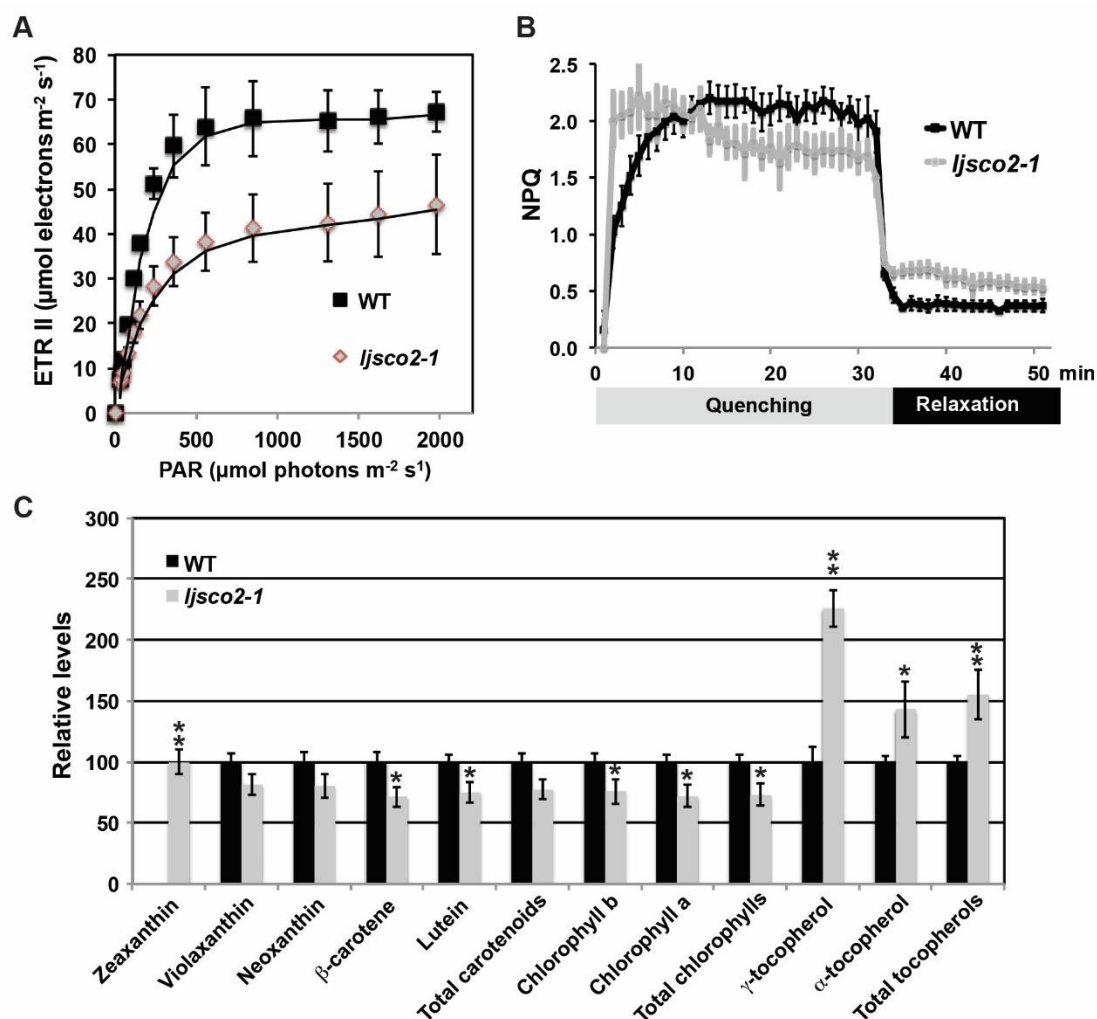 A
80
70
60
50
40
30
20
10
0
ETR II (µmol electrons m⁻² s⁻¹)
WT
ljsco2-1
0
500
1000
1500
2000
PAR (µmol photons m⁻² s¹)
B
2.5
2.0
1.5
1.0
0.5
0.0
NPQ
WT
ljsco2-1
0
10
20
30
40
50
min
Quenching
Relaxation
C
300
250
200
150
100
50
0
Relative levels
WT
ljsco2-1
**
*
*
*
*
*
**
*
**
Zeaxanthin
Violaxanthin
Neoxanthin
β-carotene
Lutein
Total carotenoids
Chlorophyll b
Chlorophyll a
Total chlorophylls
γ-tocopherol
α-tocopherol
Total tocopherols